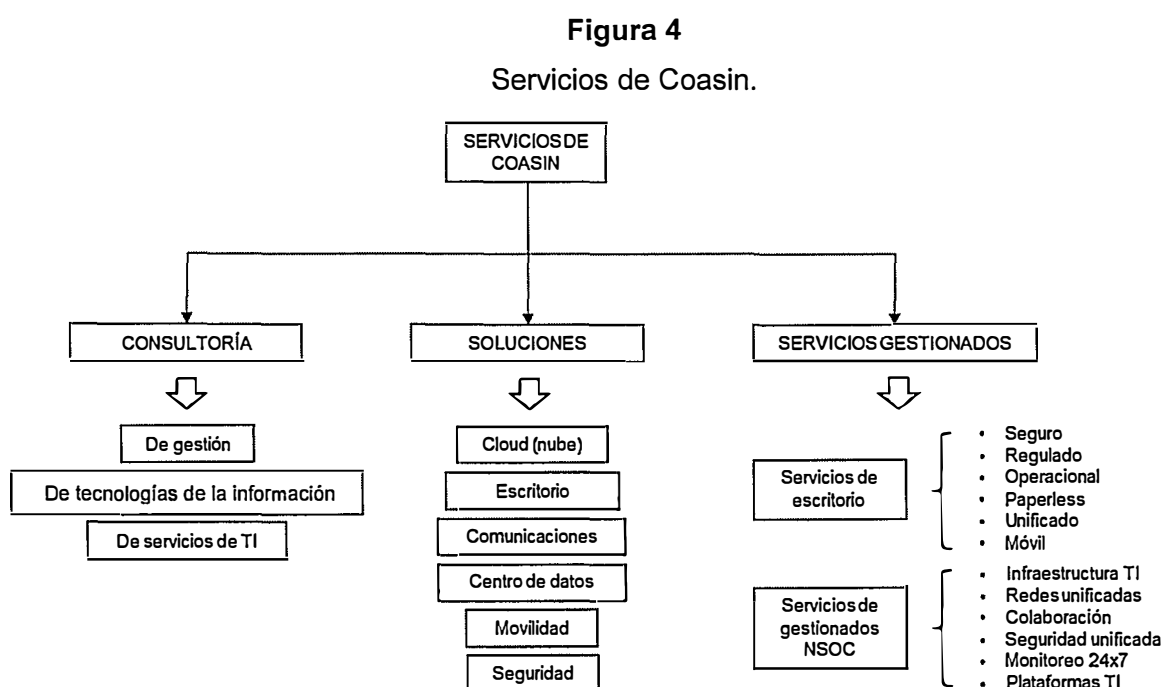 Figura 4
Servicios de Coasin.
SERVICIOS DE
COASIN
CONSULTORÍA
De gestión
De tecnologías de la información
De servicios de TI
SOLUCIONES
Cloud (nube)
Escritorio
Comunicaciones
Centro de datos
Movilidad
Seguridad
SERVICIOS GESTIONADOS
Servicios de
escritorio
• Seguro
• Regulado
• Operacional
• Paperless
• Unificado
• Móvil
Servicios de
gestionados
NSOC
• Infraestructura TI
• Redes unificadas
• Colaboración
• Seguridad unificada
• Monitoreo 24x7
• Plataformas TI